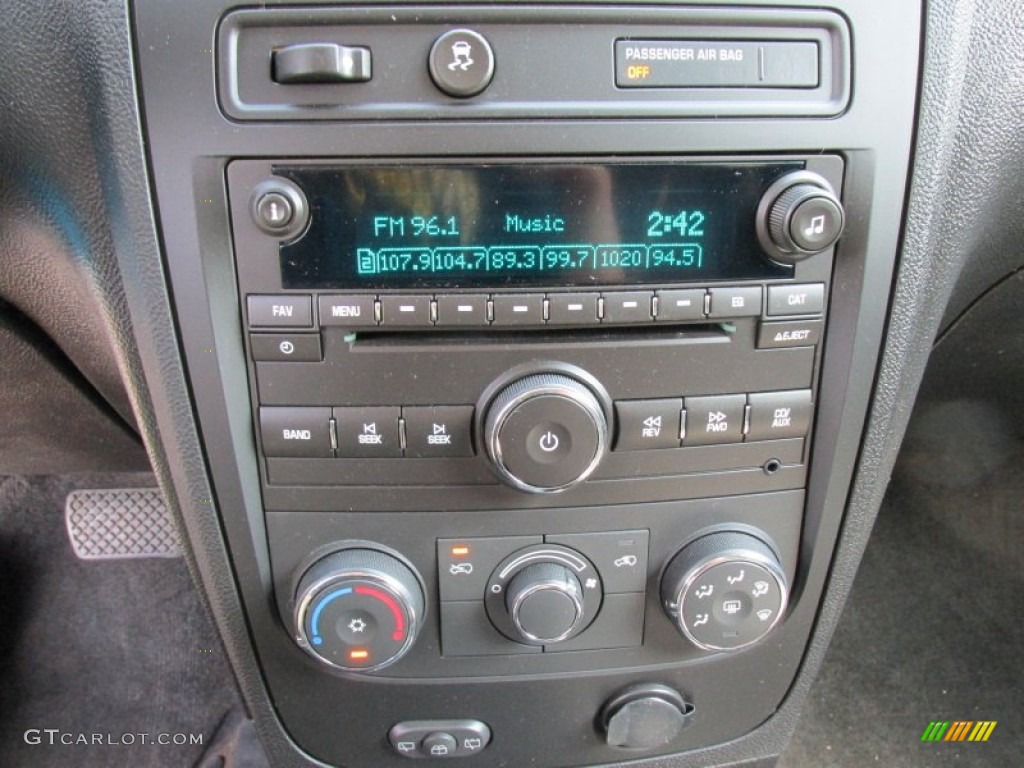 PASSENGER AIR BAG
OFF
i
FM 96.1 Music 2:42
107.9 104.7 89.3 99.7 1020 94.5
FAV MENU CAT
EJECT
BAND SEEK SEEK REV FWD CD/AUX
GTCARLOT.COM